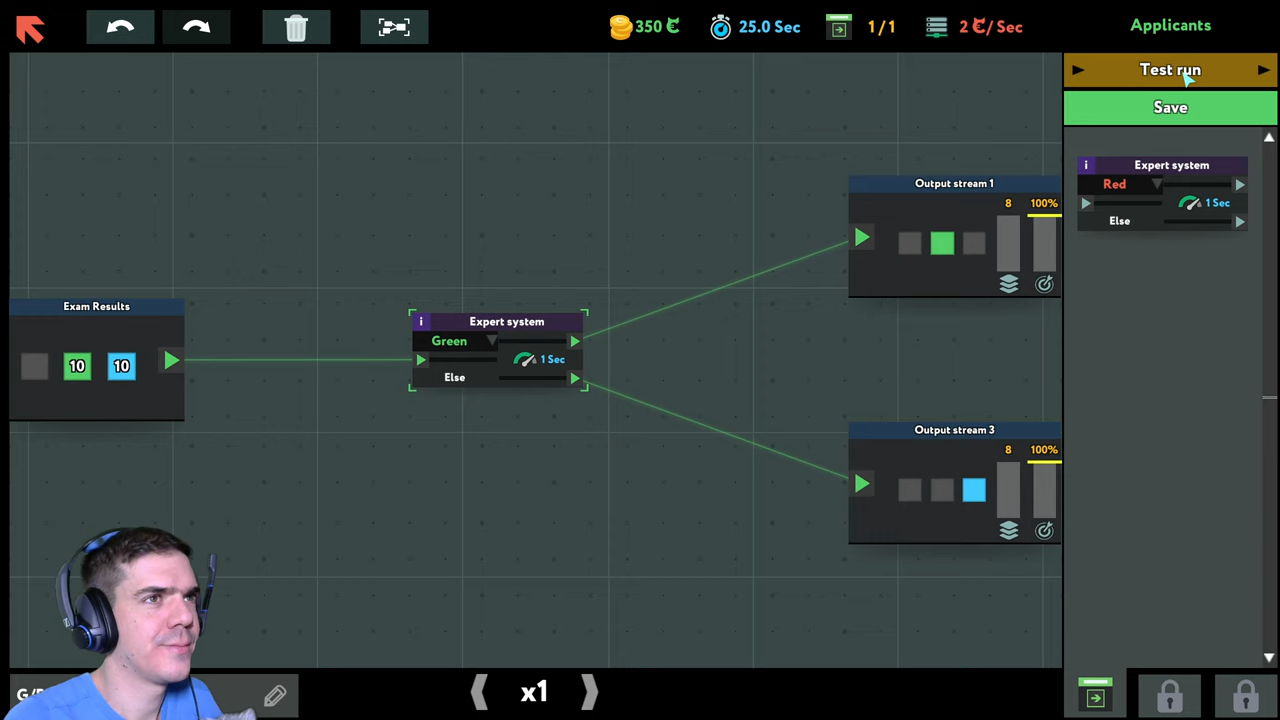 350 €
25.0 Sec
1/1
2 €/Sec
Applicants
Test run
Save
i Expert system
Red
1 Sec
Else
Output stream 1
8 100%
Exam Results
10 10
i Expert system
Green
1 Sec
Else
Output stream 3
8 100%
x1